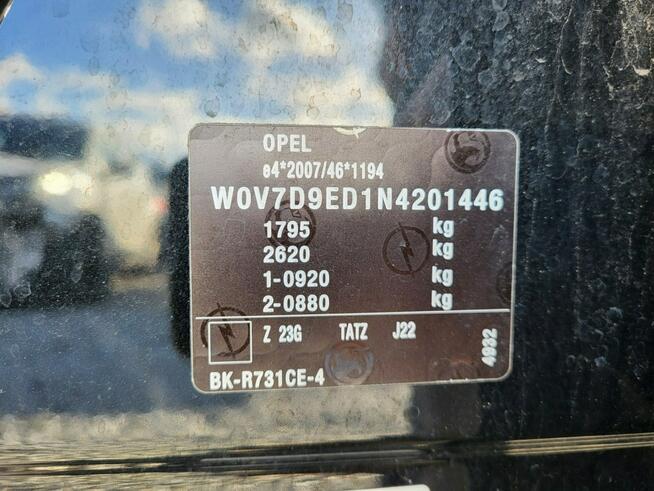 OPEL
e4*2007/46*1194
W0V7D9ED1N4201446
1795 kg
2620 kg
1-0920 kg
2-0880 kg
Z 23G TATZ J22
4932
BK-R731CE-4